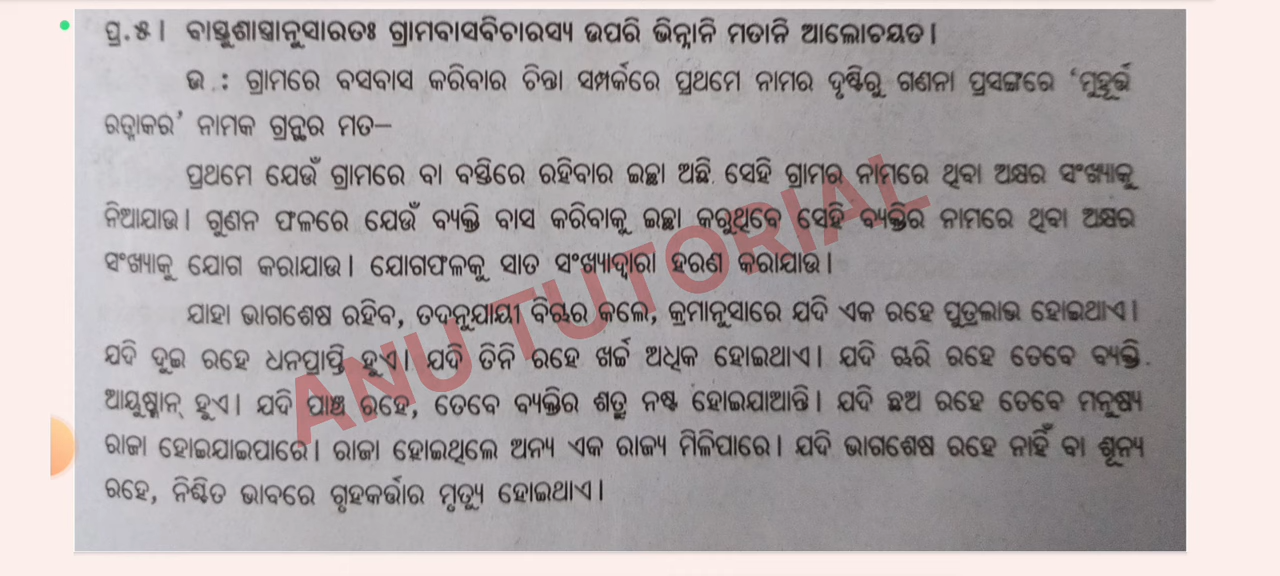 ପ୍ର.୫। ବାସ୍ତୁଶାସ୍ତାନୁସାରତଃ ଗ୍ରାମବାସବିଚାରସ୍ୟ ଉପରି ଭିନ୍ନାନି ମତାନି ଆଲୋଚୟତ।
ଉ : ଗ୍ରାମରେ ବସବାସ କରିବାର ଚିନ୍ତା ସମ୍ପର୍କରେ ପ୍ରଥମେ ନାମର ଦୃଷ୍ଟିରୁ ଗଣନା ପ୍ରସଙ୍ଗରେ ‘ମୁହୂର୍ତ୍ତ
ରତ୍ନାକର’ ନାମକ ଗ୍ରନ୍ଥର ମତ–
ପ୍ରଥମେ ଯେଉଁ ଗ୍ରାମରେ ବା ବସ୍ତିରେ ରହିବାର ଇଚ୍ଛା ଅଛି ସେହି ଗ୍ରାମର ନାମରେ ଥିବା ଅକ୍ଷର ସଂଖ୍ୟାକୁ
ନିଆଯାଉ। ଗୁଣନ ଫଳରେ ଯେଉଁ ବ୍ୟକ୍ତି ବାସ କରିବାକୁ ଇଚ୍ଛା କରୁଥିବେ ସେହି ବ୍ୟକ୍ତିର ନାମରେ ଥିବା ଅକ୍ଷର
ସଂଖ୍ୟାକୁ ଯୋଗ କରାଯାଉ। ଯୋଗଫଳକୁ ସାତ ସଂଖ୍ୟାଦ୍ୱାରା ହରଣ କରାଯାଉ।
ଯାହା ଭାଗଶେଷ ରହିବ, ତଦନୁଯାୟୀ ବିଚାର କଲେ, କ୍ରମାନୁସାରେ ଯଦି ଏକ ରହେ ପୁତ୍ରଲାଭ ହୋଇଥାଏ।
ଯଦି ଦୁଇ ରହେ ଧନପ୍ରାପ୍ତି ହୁଏ। ଯଦି ତିନି ରହେ ଖର୍ଚ୍ଚ ଅଧିକ ହୋଇଥାଏ। ଯଦି ଚାରି ରହେ ତେବେ ବ୍ୟକ୍ତି
ଆୟୁଷ୍ମାନ୍ ହୁଏ। ଯଦି ପାଞ୍ଚ ରହେ, ତେବେ ବ୍ୟକ୍ତିର ଶତ୍ରୁ ନଷ୍ଟ ହୋଇଯାଆନ୍ତି। ଯଦି ଛଅ ରହେ ତେବେ ମନୁଷ୍ୟ
ରାଜା ହୋଇଯାଇପାରେ। ରାଜା ହୋଇଥିଲେ ଅନ୍ୟ ଏକ ରାଜ୍ୟ ମିଳିପାରେ। ଯଦି ଭାଗଶେଷ ରହେ ନାହିଁ ବା ଶୂନ୍ୟ
ରହେ, ନିଶ୍ଚିତ ଭାବରେ ଗୃହକର୍ତ୍ତାର ମୃତ୍ୟୁ ହୋଇଥାଏ।
ANU TUTORIAL